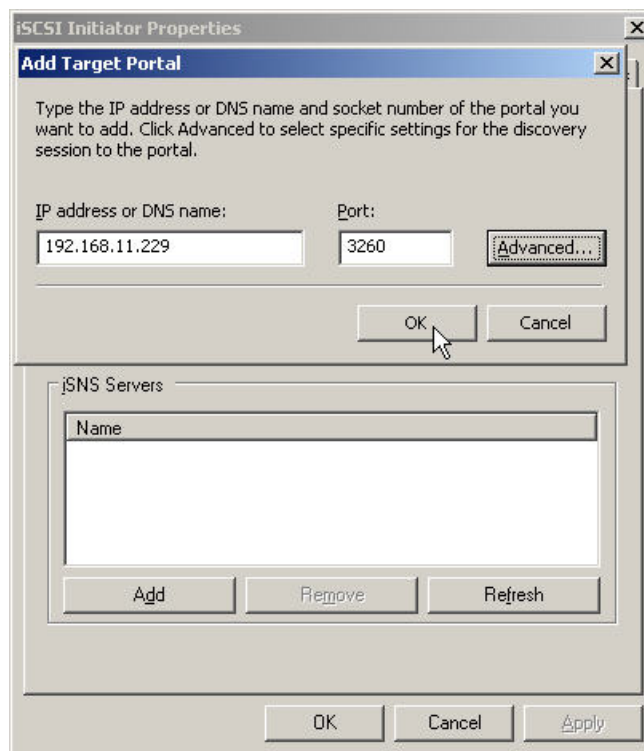 iSCSI Initiator Properties
Add Target Portal
Type the IP address or DNS name and socket number of the portal you
want to add. Click Advanced to select specific settings for the discovery
session to the portal.
IP address or DNS name:
Port:
192.168.11.229
3260
Advanced...
OK
Cancel
iSNS Servers
Name
Add
Remove
Refresh
OK
Cancel
Apply